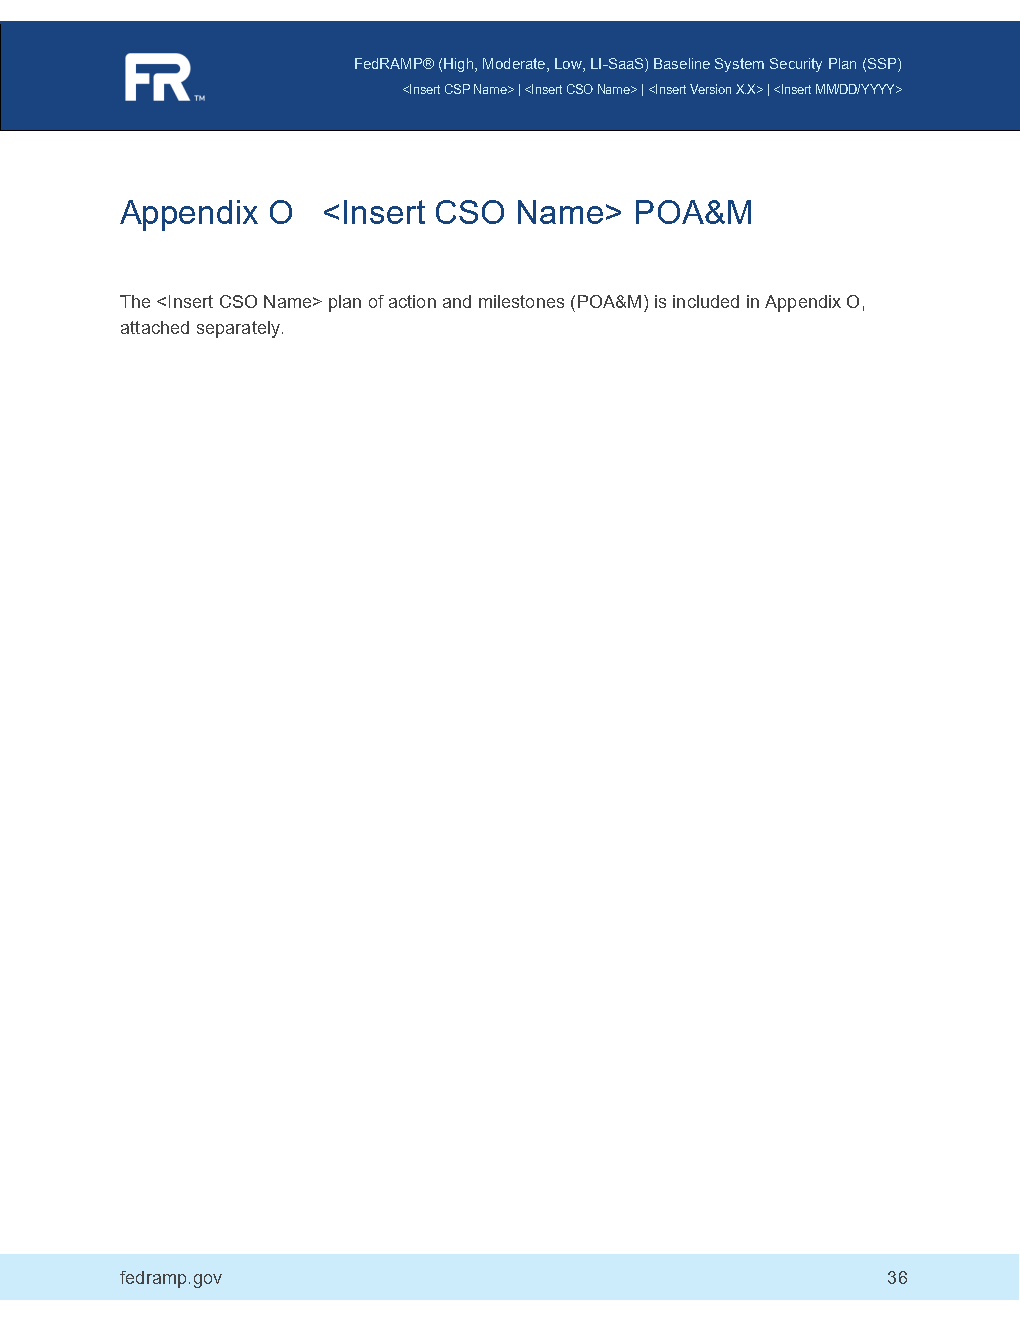 FR™
FedRAMP® (High, Moderate, Low, LI-SaaS) Baseline System Security Plan (SSP)
<Insert CSP Name> | <Insert CSO Name> | <Insert Version X.X> | <Insert MM/DD/YYYY>
Appendix O <Insert CSO Name> POA&M
The <Insert CSO Name> plan of action and milestones (POA&M) is included in Appendix O,
attached separately.
fedramp.gov 36